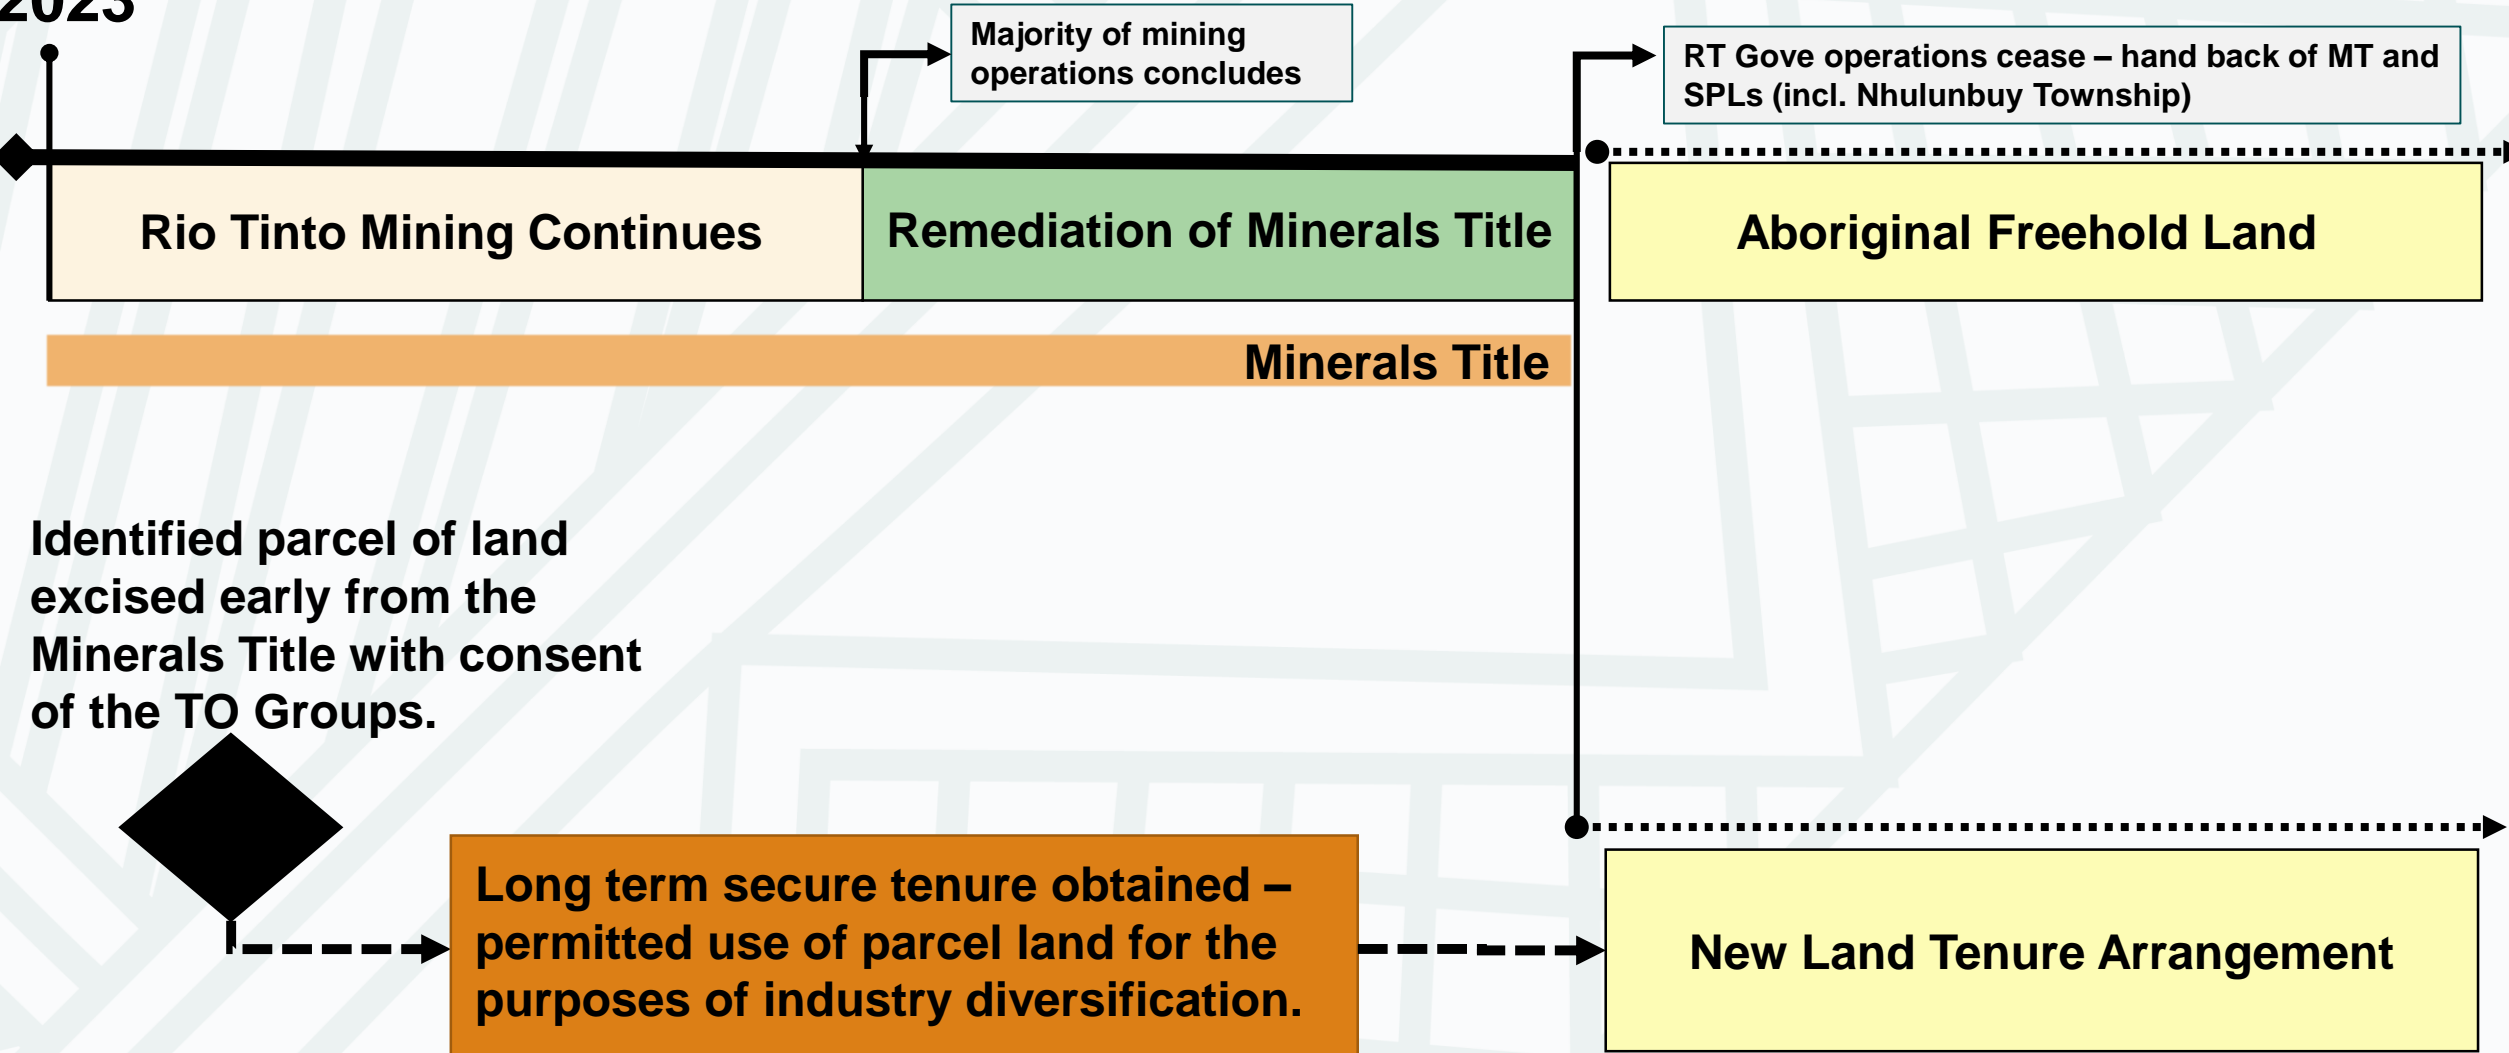 2023
Majority of mining
operations concludes
RT Gove operations cease – hand back of MT and
SPLs (incl. Nhulunbuy Township)
Rio Tinto Mining Continues
Remediation of Minerals Title
Aboriginal Freehold Land
Minerals Title
Identified parcel of land
excised early from the
Minerals Title with consent
of the TO Groups.
Long term secure tenure obtained –
permitted use of parcel land for the
purposes of industry diversification.
New Land Tenure Arrangement